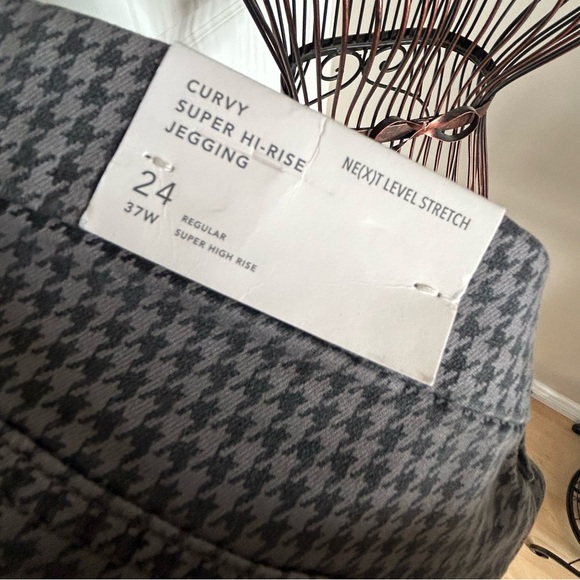 CURVY
SUPER HI-RISE
JEGGING
NE(X)T LEVEL STRETCH
24
37W
REGULAR
SUPER HIGH RISE